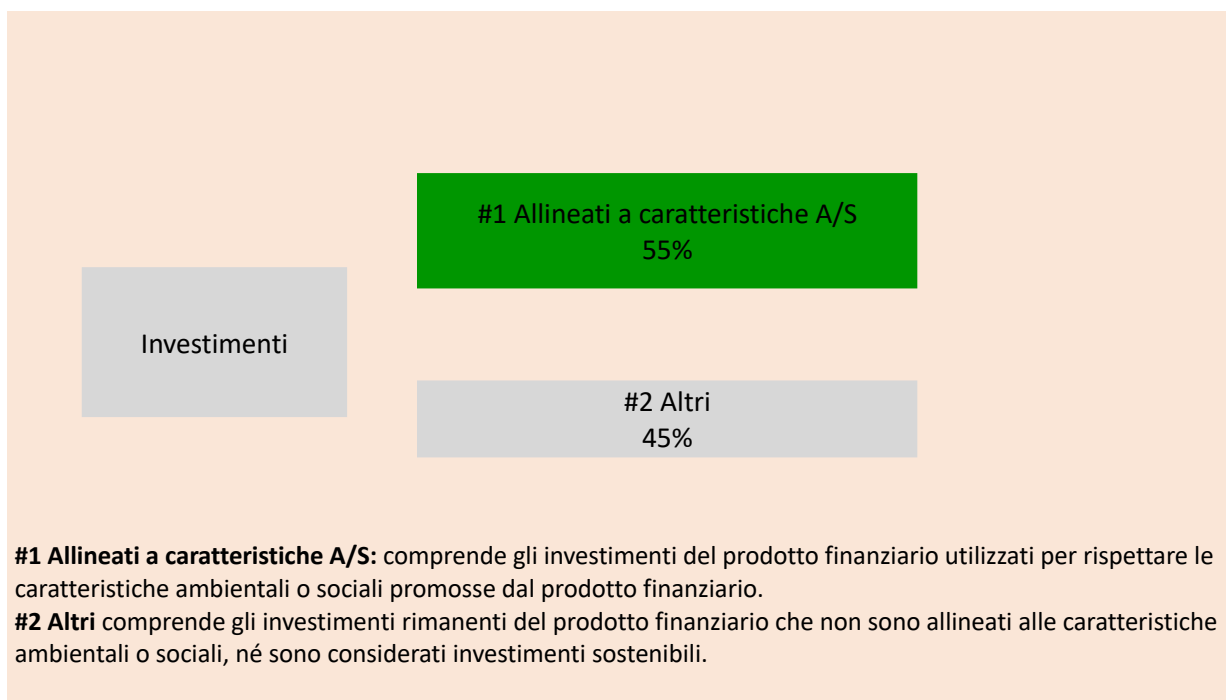 #1 Allineati a caratteristiche A/S
55%
Investimenti
#2 Altri
45%
#1 Allineati a caratteristiche A/S: comprende gli investimenti del prodotto finanziario utilizzati per rispettare le
caratteristiche ambientali o sociali promosse dal prodotto finanziario.
#2 Altri comprende gli investimenti rimanenti del prodotto finanziario che non sono allineati alle caratteristiche
ambientali o sociali, né sono considerati investimenti sostenibili.